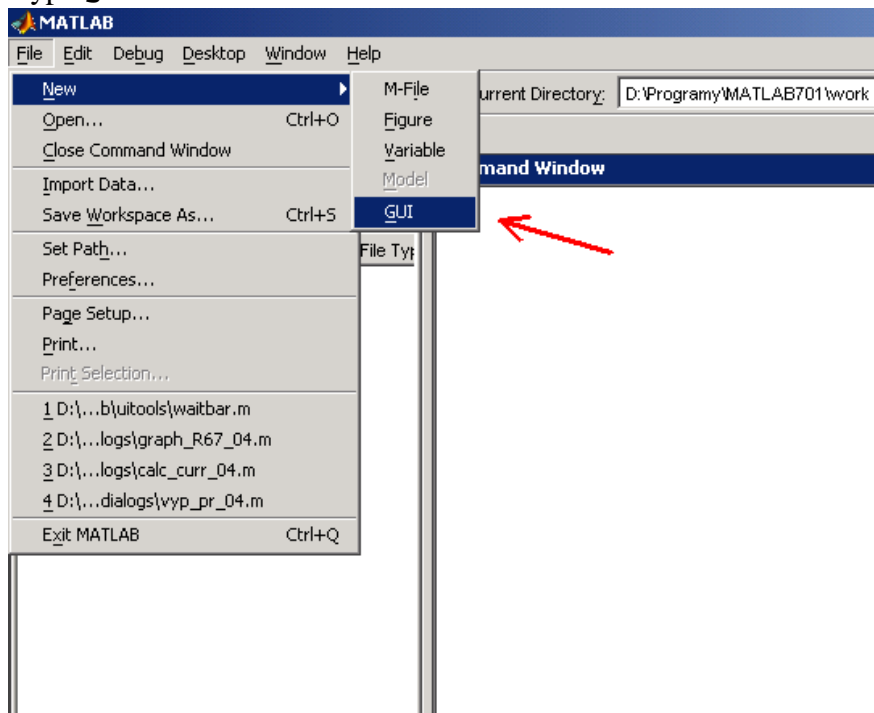 MATLAB
File Edit Debug Desktop Window Help
New M-File
urrent Directory: D:\Programy\MATLAB701\work
Open... Ctrl+O Figure
Close Command Window Variable
mand Window
Import Data... Model
Save Workspace As... Ctrl+S GUI
Set Path... File Typ
Preferences...
Page Setup...
Print...
Print Selection...
1 D:\...b\uitools\waitbar.m
2 D:\...logs\graph_R67_04.m
3 D:\...logs\calc_curr_04.m
4 D:\...dialogs\vyp_pr_04.m
Exit MATLAB Ctrl+Q